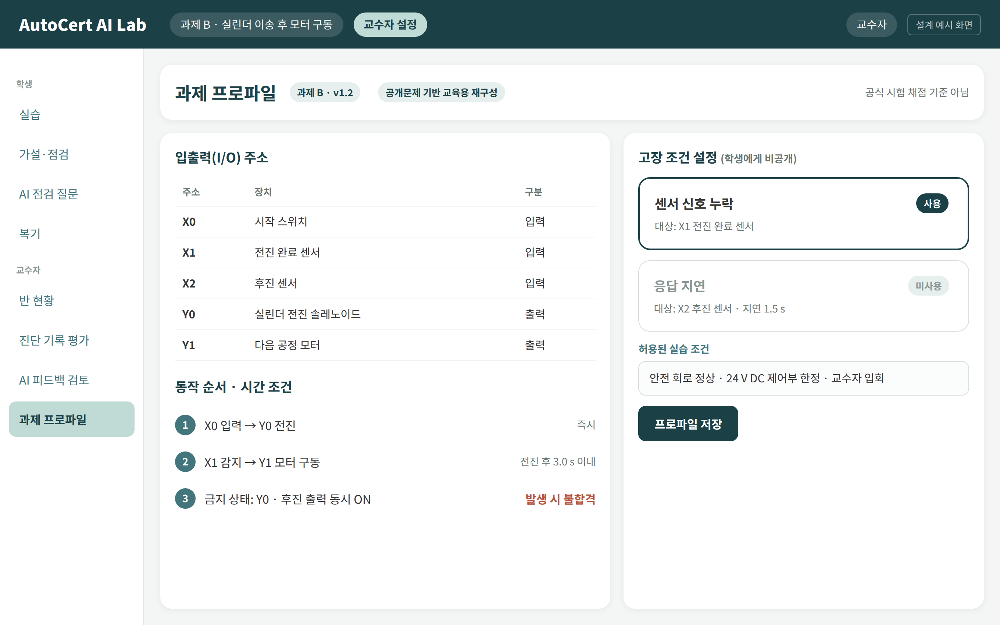 AutoCert AI Lab
과제 B · 실린더 이송 후 모터 구동
교수자 설정
교수자
설계 예시 화면
학생
실습
가설·점검
AI 점검 질문
복기
교수자
반 현황
진단 기록 평가
AI 피드백 검토
과제 프로파일
과제 프로파일
과제 B · v1.2
공개문제 기반 교육용 재구성
공식 시험 채점 기준 아님
입출력(I/O) 주소
주소 장치 구분
X0 시작 스위치 입력
X1 전진 완료 센서 입력
X2 후진 센서 입력
Y0 실린더 전진 솔레노이드 출력
Y1 다음 공정 모터 출력
동작 순서 · 시간 조건
1 X0 입력 → Y0 전진 즉시
2 X1 감지 → Y1 모터 구동 전진 후 3.0 s 이내
3 금지 상태: Y0 · 후진 출력 동시 ON 발생 시 불합격
고장 조건 설정 (학생에게 비공개)
센서 신호 누락 사용
대상: X1 전진 완료 센서
응답 지연 미사용
대상: X2 후진 센서 · 지연 1.5 s
허용된 실습 조건
안전 회로 정상 · 24 V DC 제어부 한정 · 교수자 입회
프로파일 저장